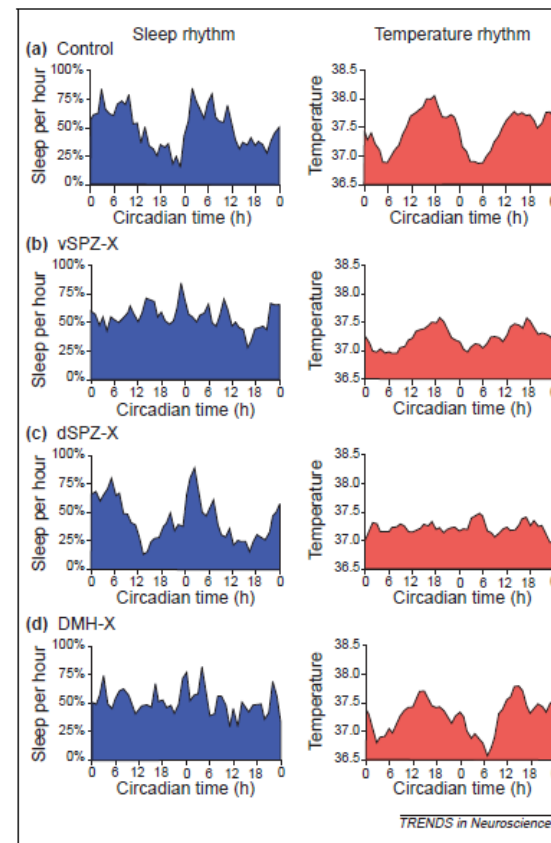 Sleep rhythm Temperature rhythm
(a) Control
Sleep per hour
100%
75%
50%
25%
0%
0 6 12 18 0 6 12 18 0
Circadian time (h)
Temperature
38.5
38.0
37.5
37.0
36.5
0 6 12 18 0 6 12 18
Circadian time (h)
(b) vSPZ-X
Sleep per hour
100%
75%
50%
25%
0%
0 6 12 18 0 6 12 18 0
Circadian time (h)
Temperature
38.5
38.0
37.5
37.0
36.5
0 6 12 18 0 6 12 18
Circadian time (h)
(c) dSPZ-X
Sleep per hour
100%
75%
50%
25%
0%
0 6 12 18 0 6 12 18 0
Circadian time (h)
Temperature
38.5
38.0
37.5
37.0
36.5
0 6 12 18 0 6 12 18
Circadian time (h)
(d) DMH-X
Sleep per hour
100%
75%
50%
25%
0%
0 6 12 18 0 6 12 18 0
Circadian time (h)
Temperature
38.5
38.0
37.5
37.0
36.5
0 6 12 18 0 6 12 18
Circadian time (h)
TRENDS in Neuroscience